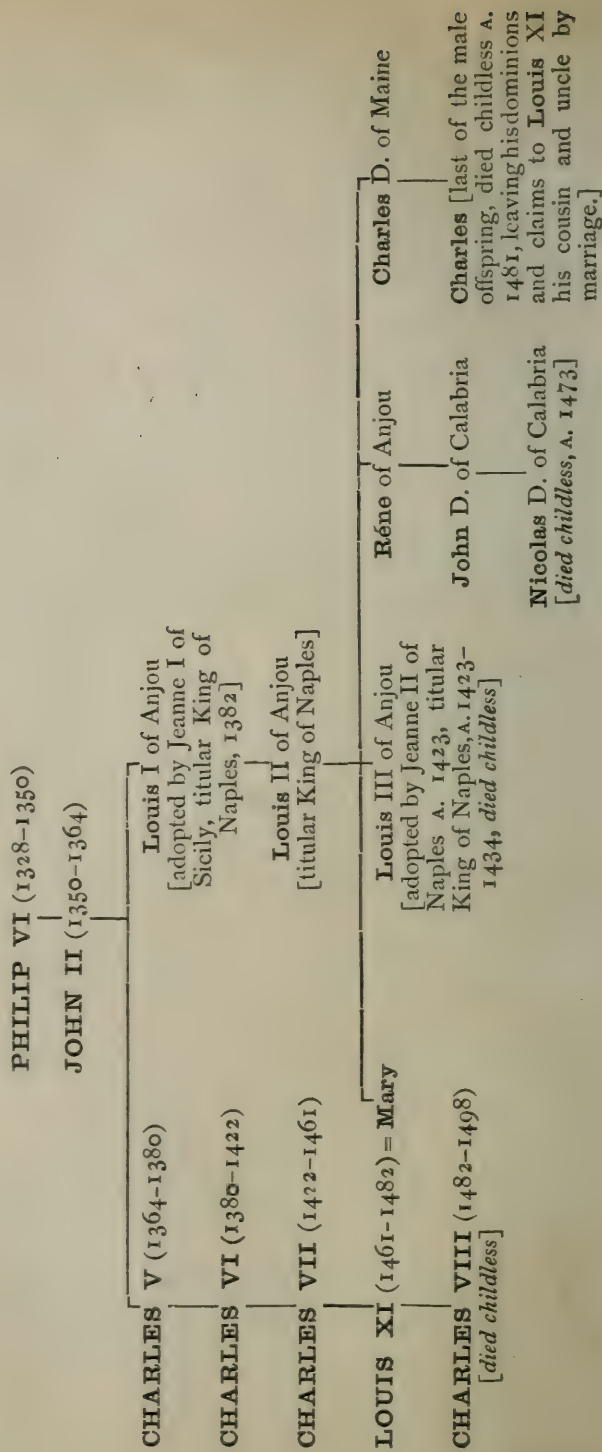 PHILIP VI (1328-1350)
JOHN II (1350-1364)
CHARLES V (1364-1380)
Louis I of Anjou
[adopted by Jeanne I of
Sicily, titular King of
Naples, 1382]
CHARLES VI (1380-1422)
Louis II of Anjou
[titular King of Naples]
CHARLES VII (1422-1461)
LOUIS XI (1461-1482) = Mary
Louis III of Anjou
[adopted by Jeanne II of
Naples A. 1423, titular
King of Naples, A. 1423-
1434, died childless]
Réne of Anjou
Charles D. of Maine
CHARLES VIII (1482-1498)
[died childless]
John D. of Calabria
Nicolas D. of Calabria
[died childless, A. 1473]
Charles [last of the male
offspring, died childless A.
1481, leaving his dominions
and claims to Louis XI
his cousin and uncle by
marriage.]